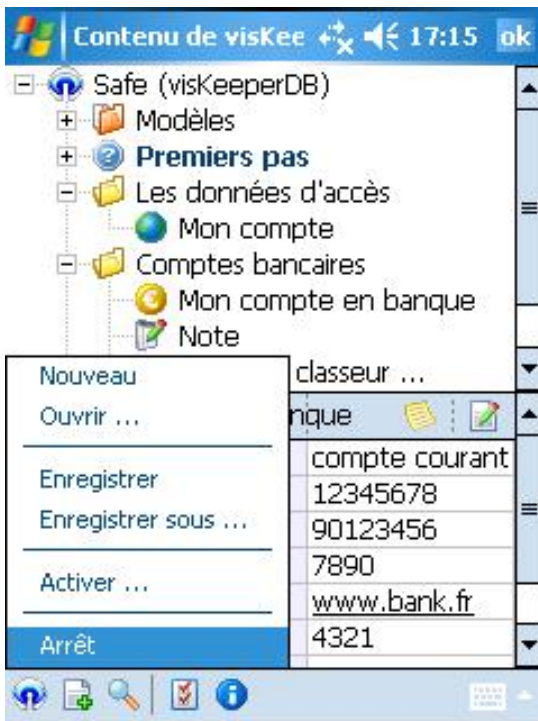 Contenu de visKee 17:15 ok
Safe (visKeeperDB)
Modèles
Premiers pas
Les données d'accès
Mon compte
Comptes bancaires
Mon compte en banque
Note
classeur ...
nque
compte courant
12345678
90123456
7890
www.bank.fr
4321
Nouveau
Ouvrir ...
Enregistrer
Enregistrer sous ...
Activer ...
Arrêt